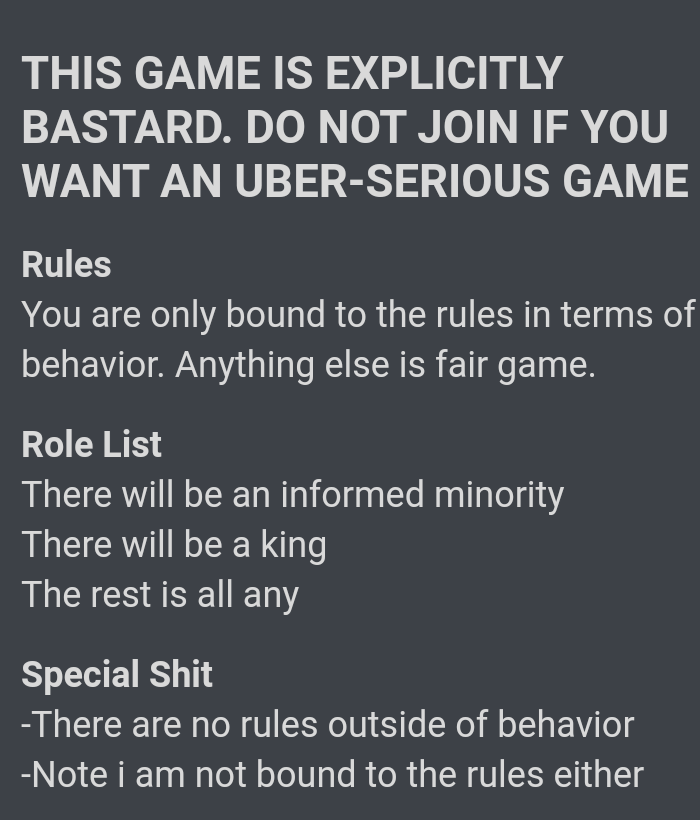 THIS GAME IS EXPLICITLY
BASTARD. DO NOT JOIN IF YOU
WANT AN UBER-SERIOUS GAME
Rules
You are only bound to the rules in terms of
behavior. Anything else is fair game.
Role List
There will be an informed minority
There will be a king
The rest is all any
Special Shit
-There are no rules outside of behavior
-Note i am not bound to the rules either